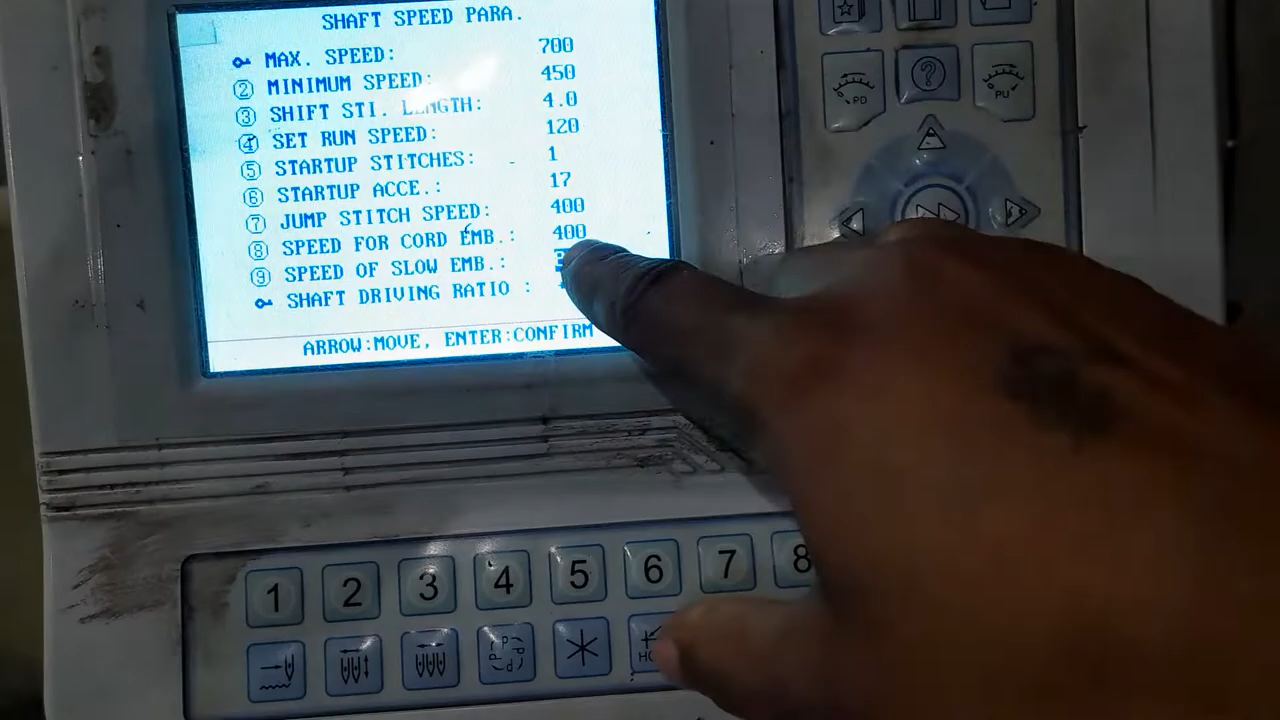 SHAFT SPEED PARA.
MAX. SPEED: 700
② MINIMUM SPEED: 450
③ SHIFT STI. LENGTH: 4.0
④ SET RUN SPEED: 120
⑤ STARTUP STITCHES: 1
⑥ STARTUP ACCE.: 17
⑦ JUMP STITCH SPEED: 400
⑧ SPEED FOR CORD EMB.: 400
⑨ SPEED OF SLOW EMB.:
SHAFT DRIVING RATIO :
ARROW:MOVE, ENTER:CONFIRM
PD ? PU
1 2 3 4 5 6 7 8